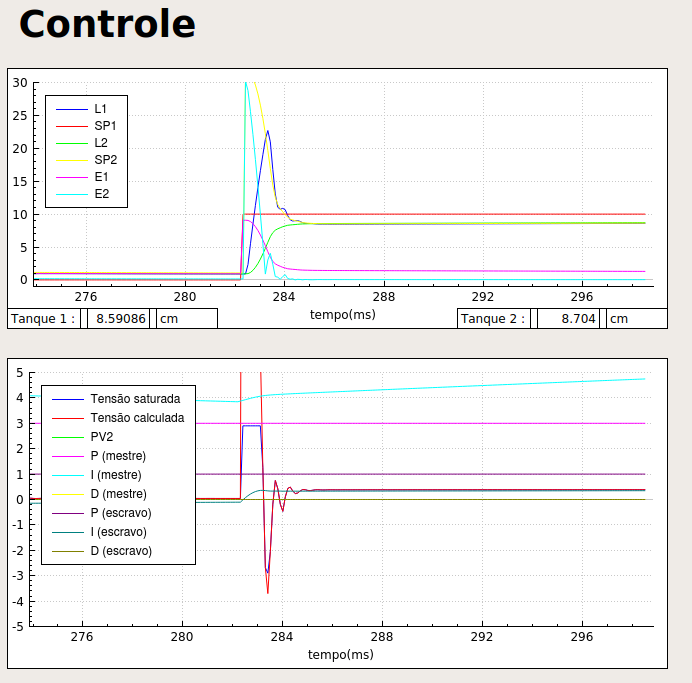 Controle
30
25
20
15
10
5
0
L1
SP1
L2
SP2
E1
E2
276 280 284 288 292 296
tempo(ms)
Tanque 1 : 8.59086 cm
Tanque 2 : 8.704 cm
5
4
3
2
1
0
-1
-2
-3
-4
-5
Tensão saturada
Tensão calculada
PV2
P (mestre)
I (mestre)
D (mestre)
P (escravo)
I (escravo)
D (escravo)
276 280 284 288 292 296
tempo(ms)